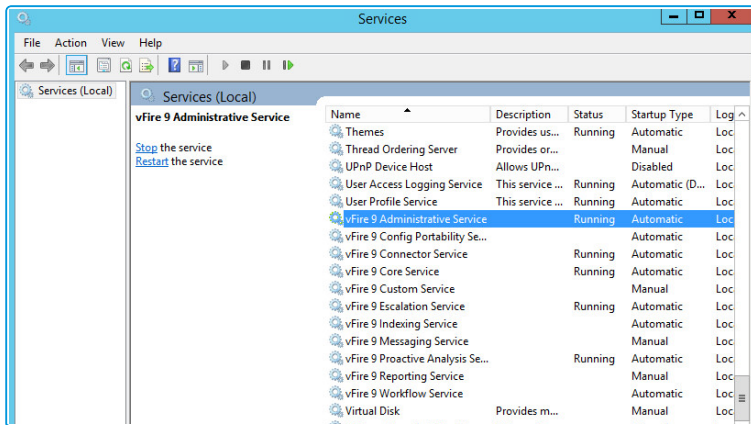 Services
File Action View Help
Services (Local)
Services (Local)
vFire 9 Administrative Service
Stop the service
Restart the service
Name Description Status Startup Type Log
Themes Provides us... Running Automatic Loc
Thread Ordering Server Provides or... Manual Loc
UPnP Device Host Allows UPn... Disabled Loc
User Access Logging Service This service ... Running Automatic (D... Loc
User Profile Service This service ... Running Automatic Loc
vFire 9 Administrative Service Running Automatic Loc
vFire 9 Config Portability Se... Automatic Loc
vFire 9 Connector Service Running Automatic Loc
vFire 9 Core Service Running Automatic Loc
vFire 9 Custom Service Manual Loc
vFire 9 Escalation Service Running Automatic Loc
vFire 9 Indexing Service Automatic Loc
vFire 9 Messaging Service Manual Loc
vFire 9 Proactive Analysis Se... Running Automatic Loc
vFire 9 Reporting Service Manual Loc
vFire 9 Workflow Service Automatic Loc
Virtual Disk Provides m... Manual Loc